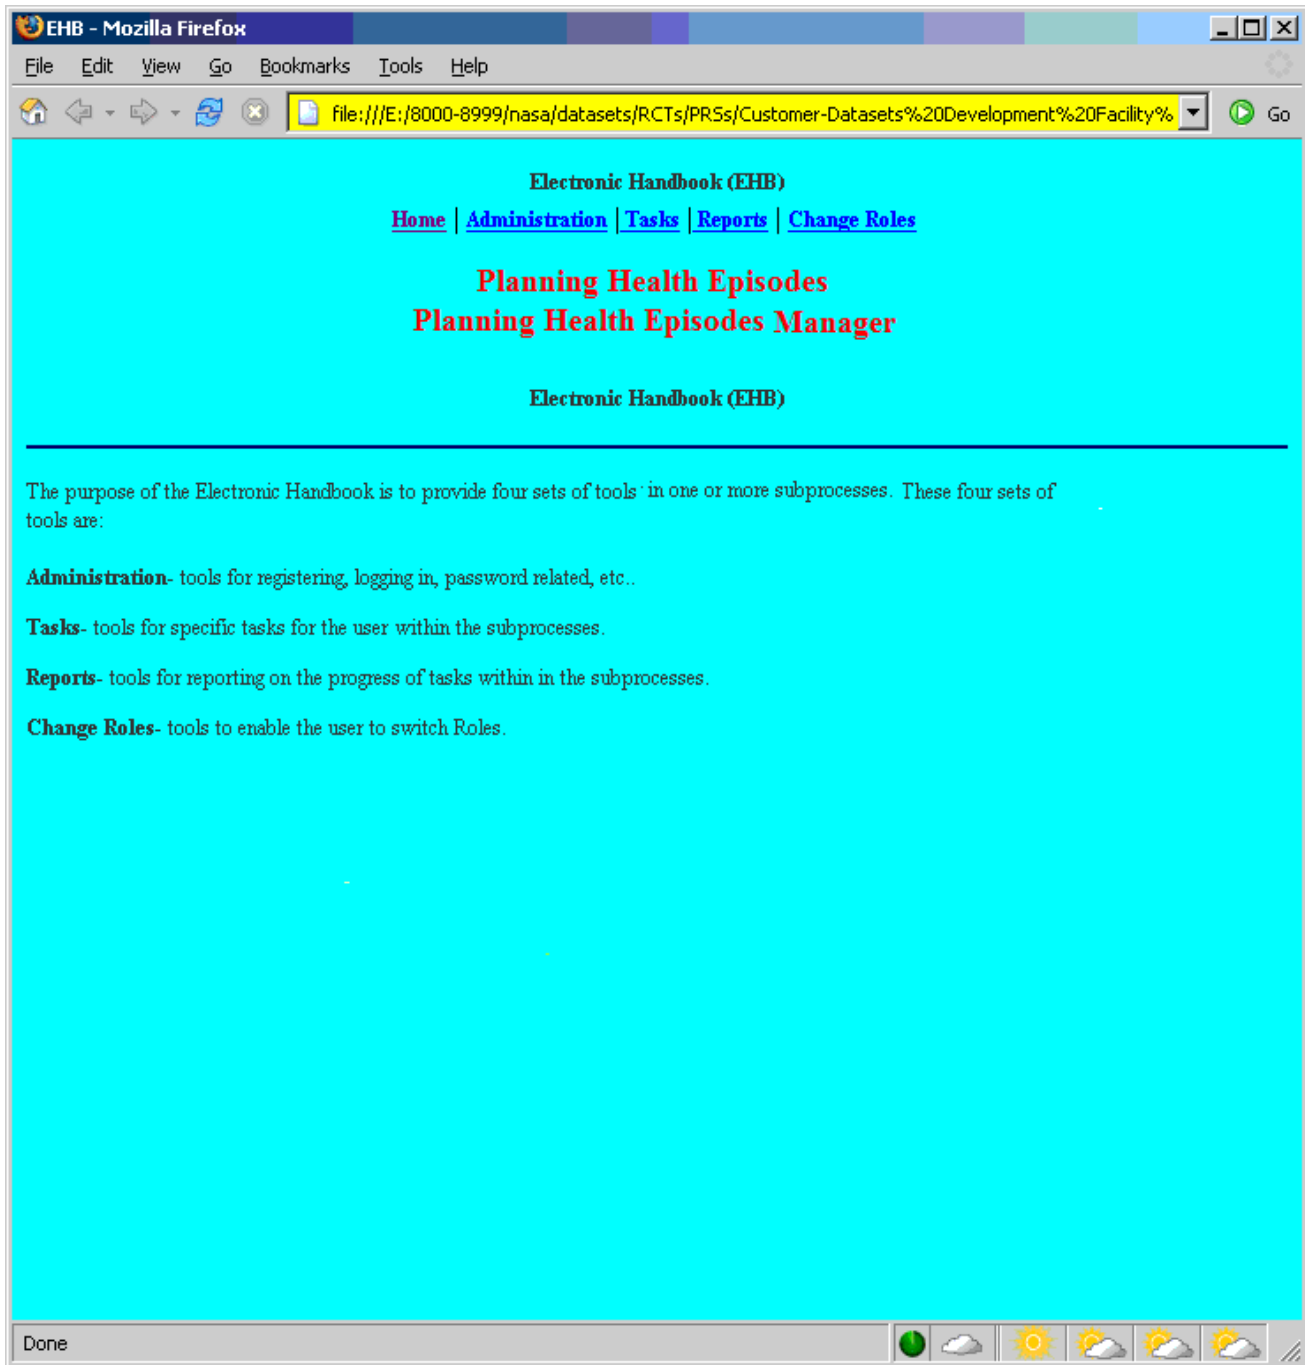 EHB - Mozilla Firefox
File Edit View Go Bookmarks Tools Help
file:///E:/8000-8999/nasa/datasets/RCTs/PRSs/Customer-Datasets%20Development%20Facility% Go
Electronic Handbook (EHB)
Home | Administration | Tasks | Reports | Change Roles
Planning Health Episodes
Planning Health Episodes Manager
Electronic Handbook (EHB)
The purpose of the Electronic Handbook is to provide four sets of tools in one or more subprocesses. These four sets of
tools are:
Administration- tools for registering, logging in, password related, etc..
Tasks- tools for specific tasks for the user within the subprocesses.
Reports- tools for reporting on the progress of tasks within in the subprocesses.
Change Roles- tools to enable the user to switch Roles.
Done